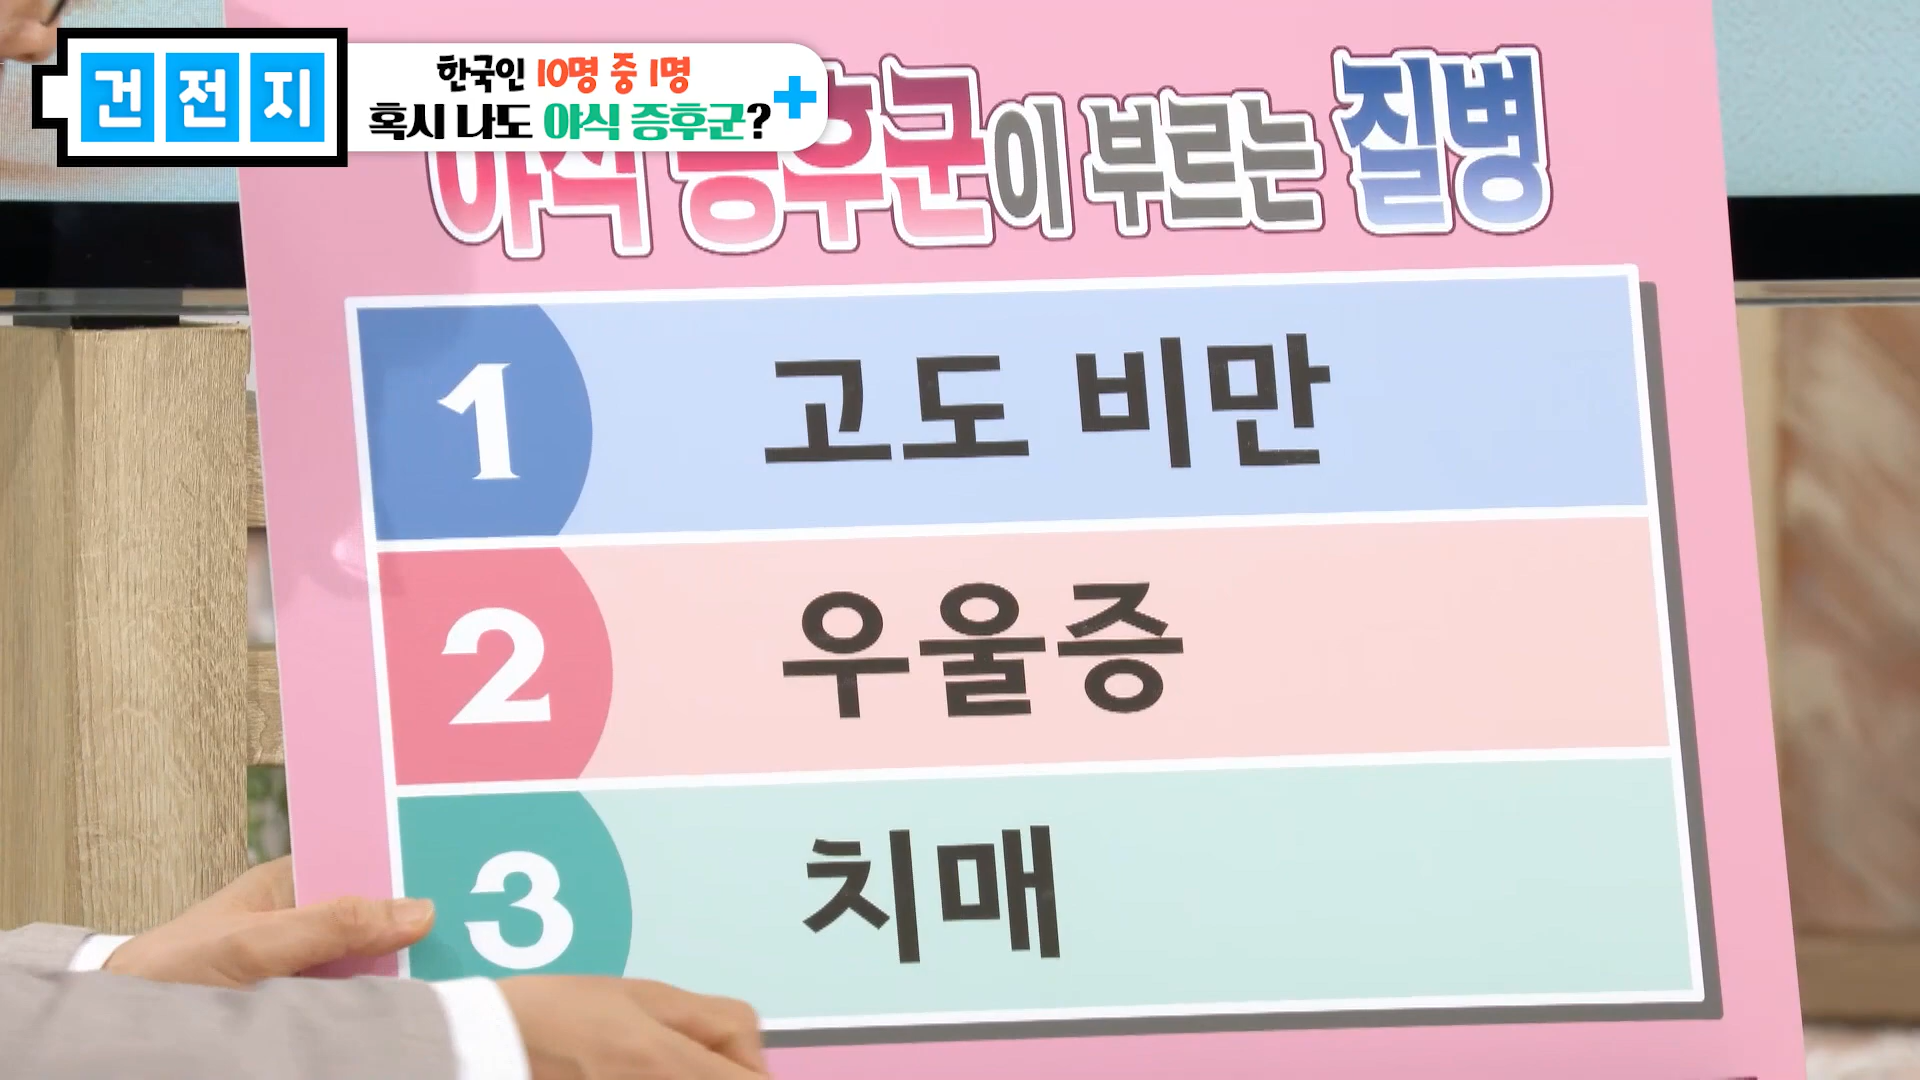 건전지
한국인 10명 중 1명
혹시 나도 야식 증후군?
야식 증후군이 부르는 질병
1 고도 비만
2 우울증
3 치매